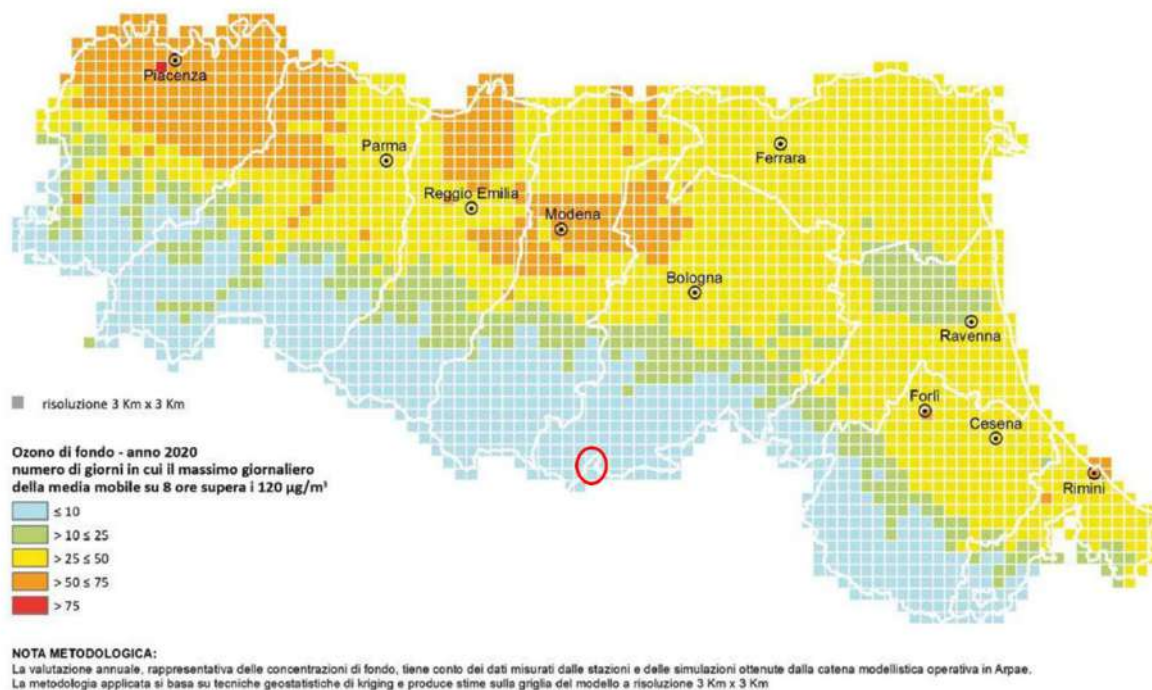 Piacenza
Parma
Ferrara
Reggio Emilia
Modena
Bologna
Ravenna
risoluzione 3 Km x 3 Km
Forlì
Cesena
Ozono di fondo - anno 2020
numero di giorni in cui il massimo giornaliero
della media mobile su 8 ore supera i 120 µg/m³
Rimini
≤ 10
> 10 ≤ 25
> 25 ≤ 50
> 50 ≤ 75
> 75
NOTA METODOLOGICA:
La valutazione annuale, rappresentativa delle concentrazioni di fondo, tiene conto dei dati misurati dalle stazioni e delle simulazioni ottenute dalla catena modellistica operativa in Arpae.
La metodologia applicata si basa su tecniche geostatistiche di kriging e produce stime sulla griglia del modello a risoluzione 3 Km x 3 Km